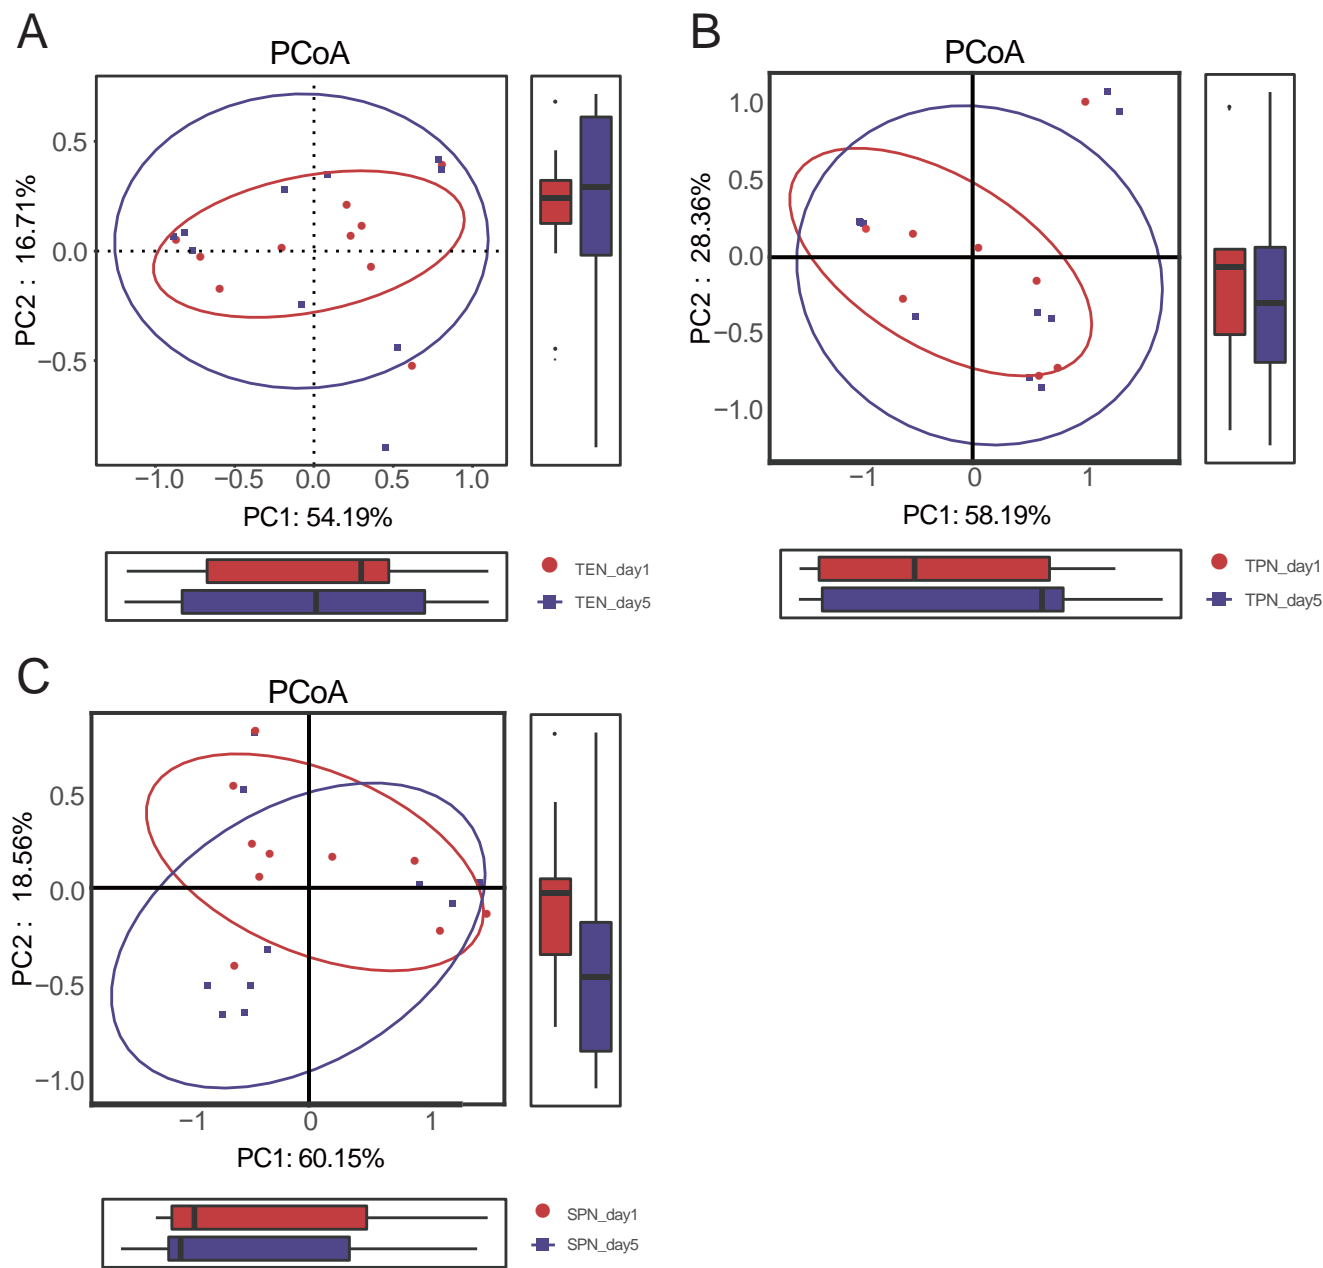 A
PCoA
PC2 : 16.71%
0.5
0.0
−0.5
−1.0
−0.5
0.0
0.5
1.0
PC1: 54.19%
TEN_day1
TEN_day5
B
PCoA
PC2 : 28.36%
1.0
0.5
0.0
−0.5
−1.0
−1
0
1
PC1: 58.19%
TPN_day1
TPN_day5
C
PCoA
PC2 : 18.56%
0.5
0.0
−0.5
−1.0
−1
0
1
PC1: 60.15%
SPN_day1
SPN_day5